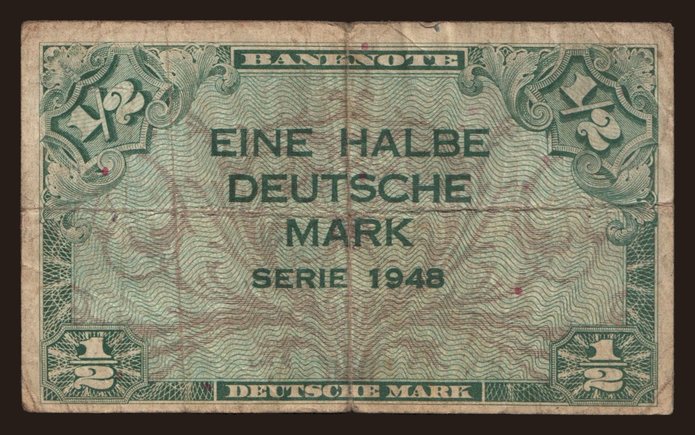 BANKNOTE
1/2
1/2
EINE HALBE
DEUTSCHE
MARK
SERIE 1948
1/2
1/2
DEUTSCHE MARK